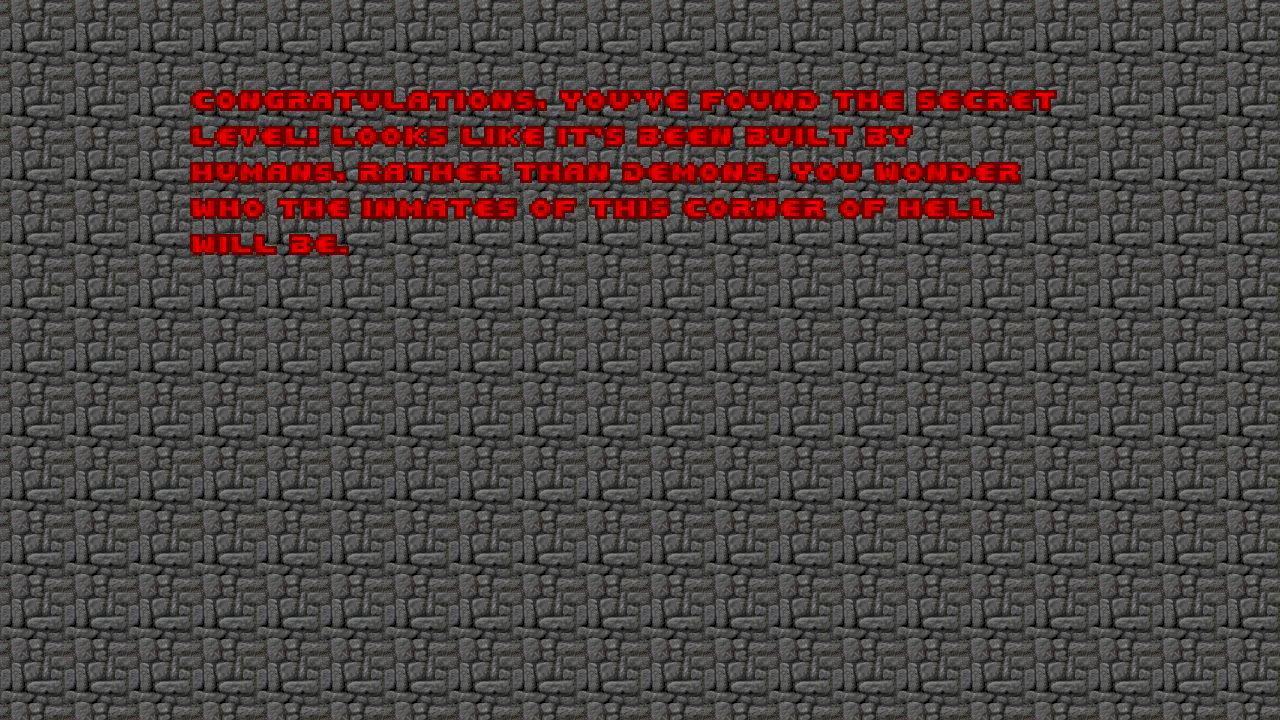 CONGRATULATIONS, YOU'VE FOUND THE SECRET
LEVEL! LOOKS LIKE IT'S BEEN BUILT BY
HUMANS, RATHER THAN DEMONS. YOU WONDER
WHO THE INMATES OF THIS CORNER OF HELL
WILL BE.